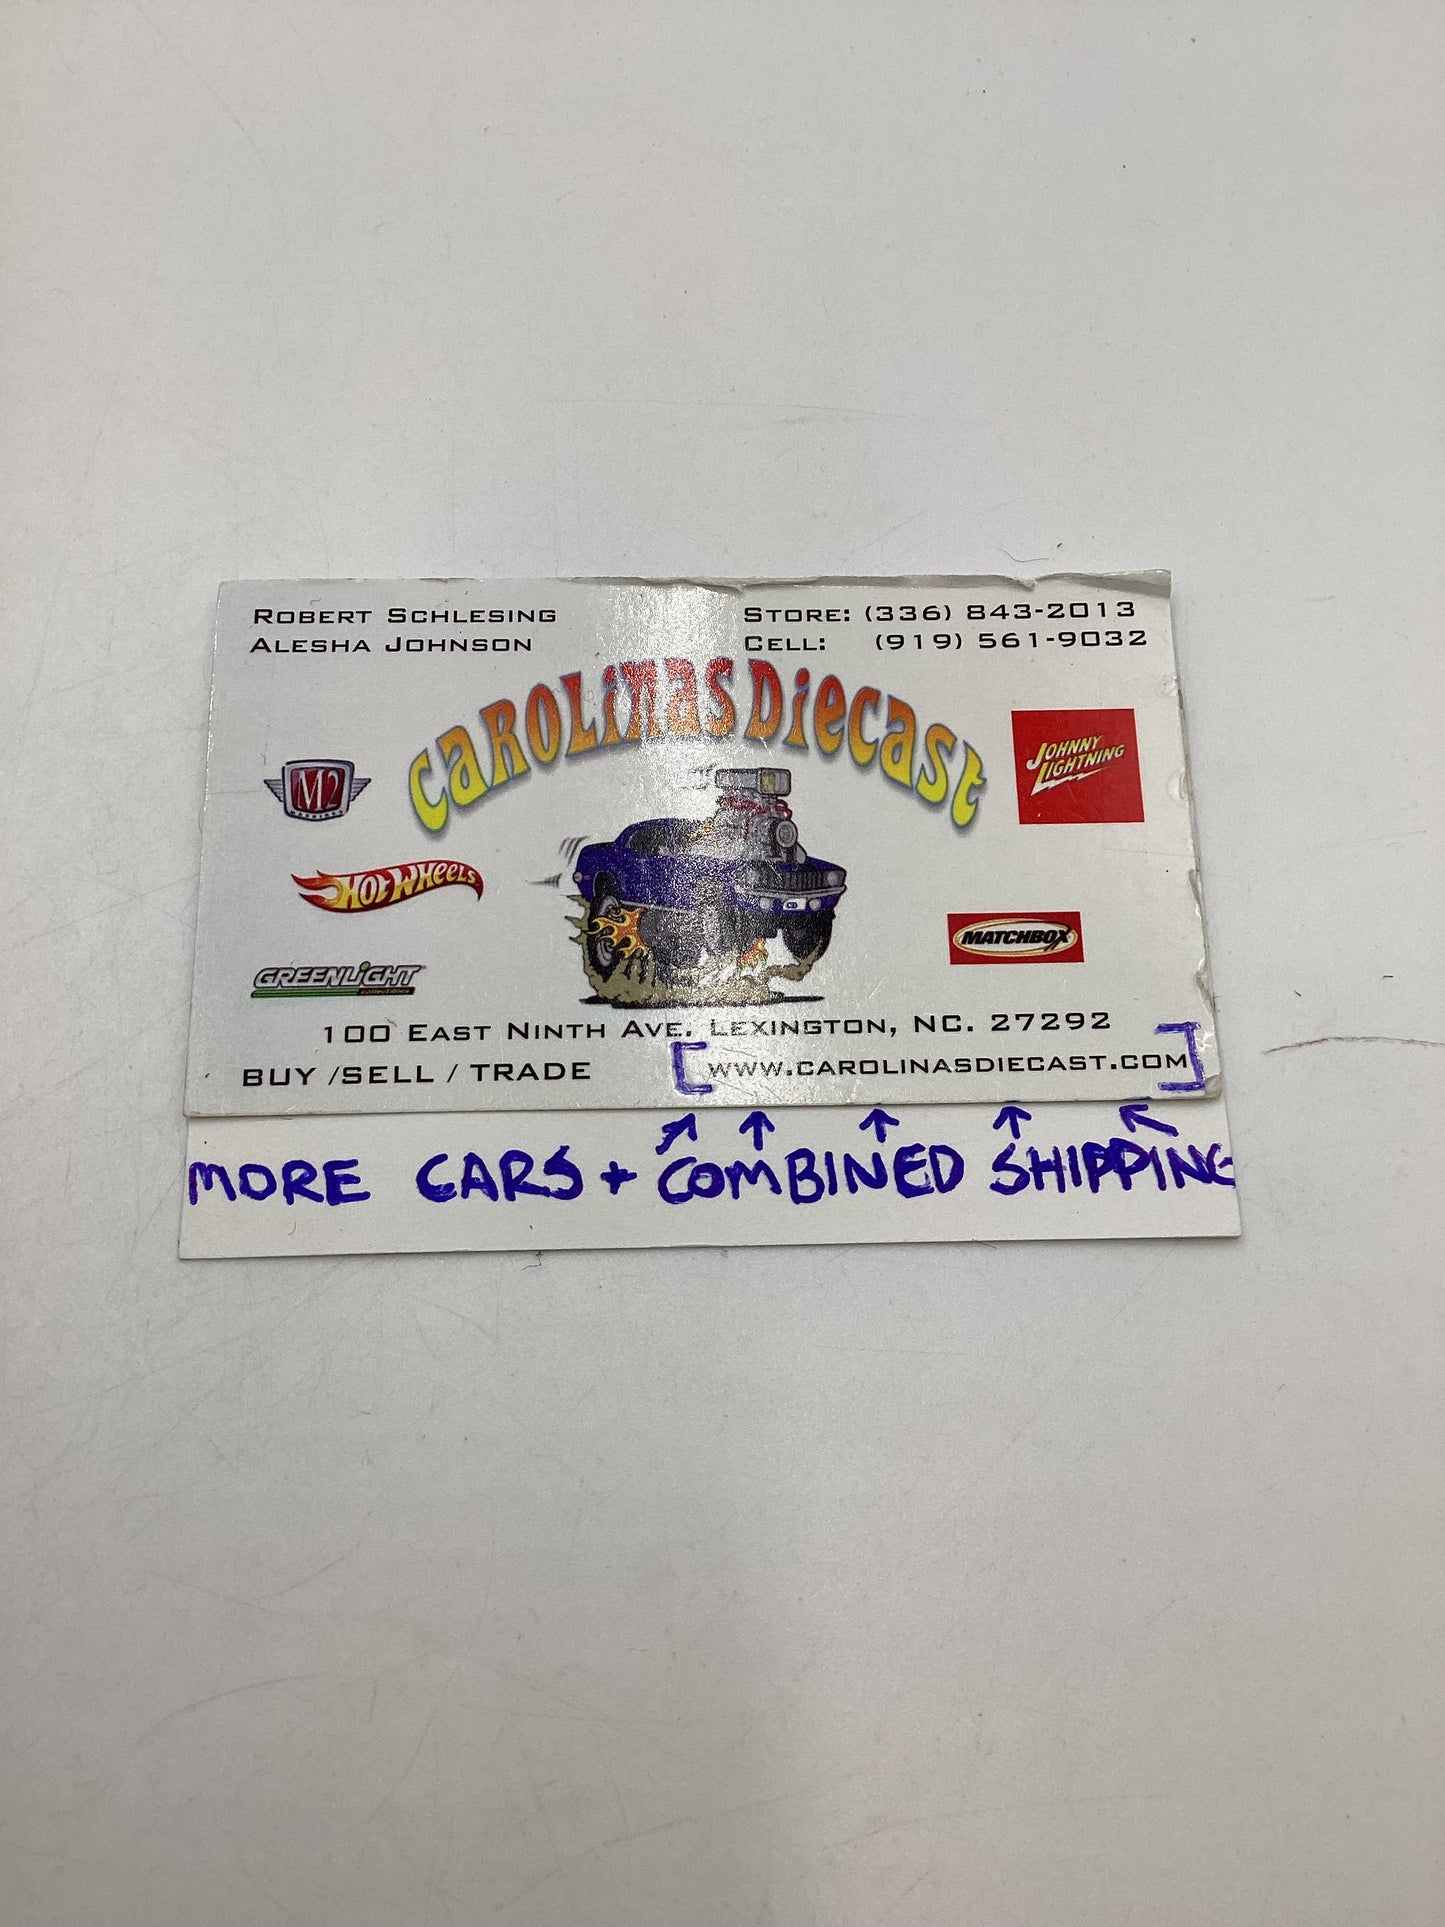 ROBERT SCHLESING
ALESHA JOHNSON
STORE: (336) 843-2013
CELL: (919) 561-9032
CAROLINAS DIECAST
M2
MACHINES
JOHNNY LIGHTNING
HOT WHEELS
MATCHBOX
GREENLIGHT
collectibles
100 EAST NINTH AVE. LEXINGTON, NC. 27292
BUY /SELL / TRADE
[WWW.CAROLINASDIECAST.COM]
MORE CARS + COMBINED SHIPPING